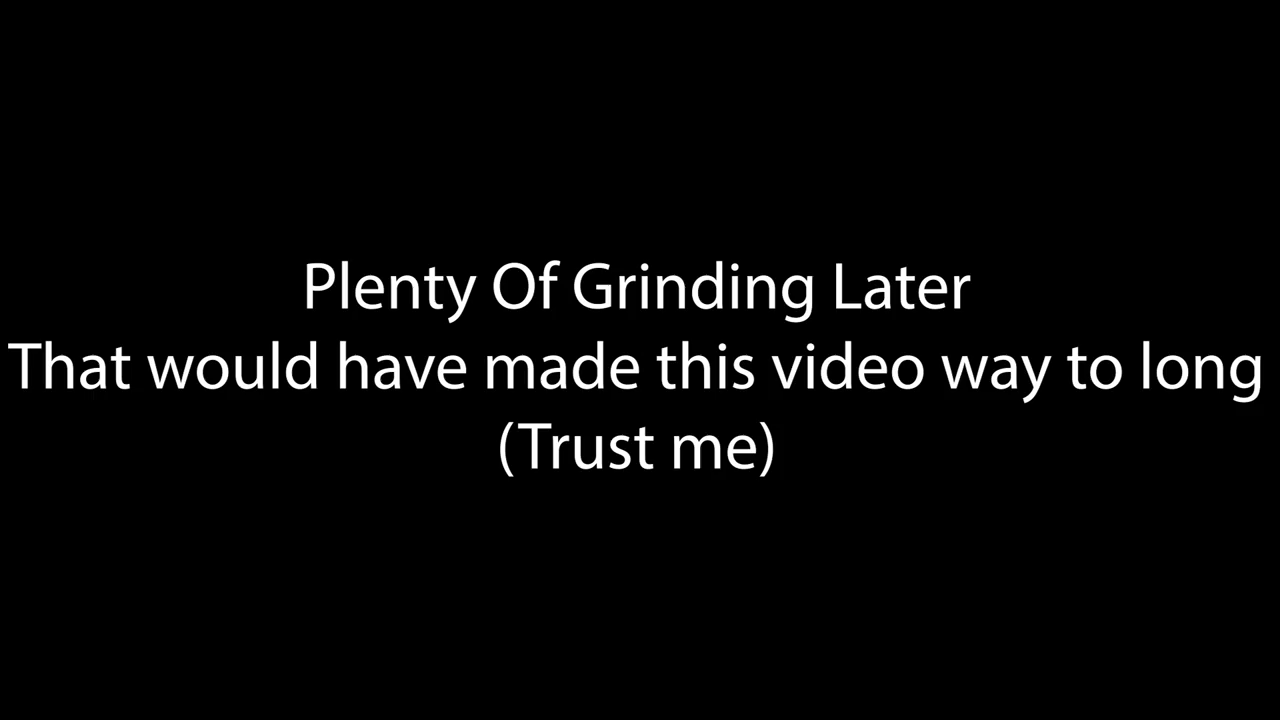 Plenty Of Grinding Later
That would have made this video way to long
(Trust me)